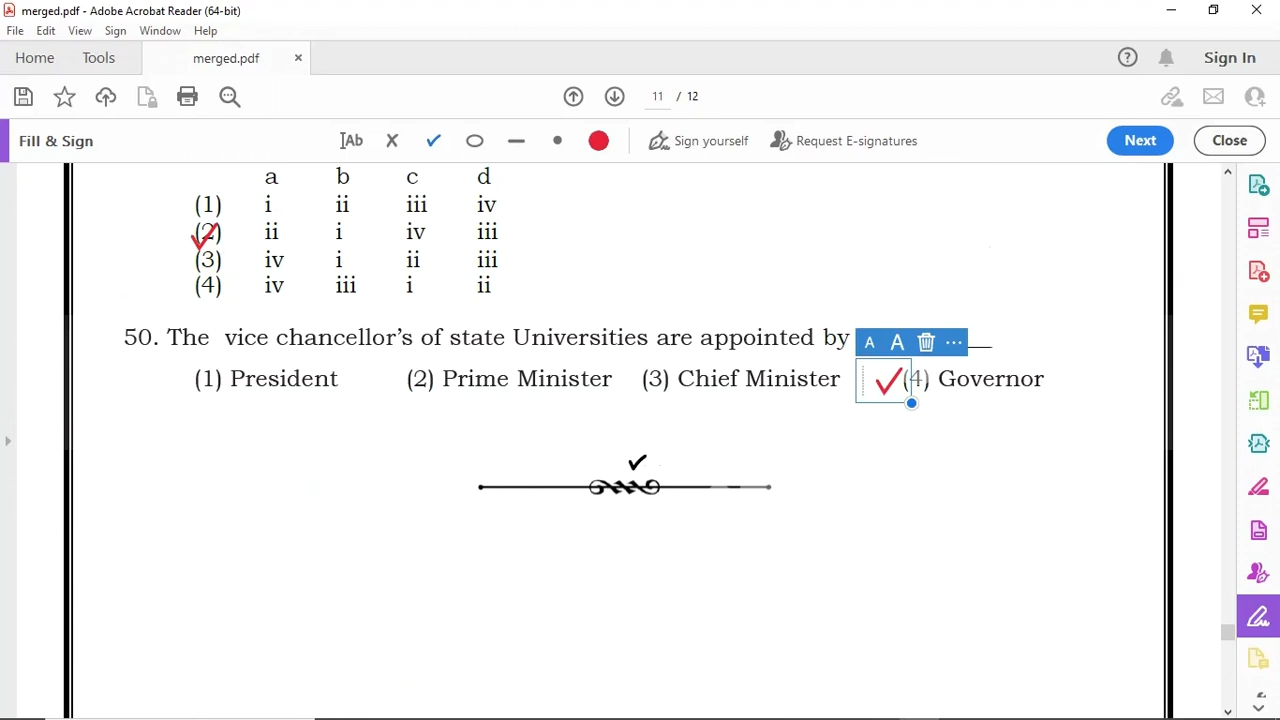 merged.pdf - Adobe Acrobat Reader (64-bit)
File Edit View Sign Window Help
Home Tools merged.pdf × Sign In
11 / 12
Fill & Sign Ab Sign yourself Request E-signatures Next Close
a b c d
(1) i ii iii iv
(2) ii i iv iii
(3) iv i ii iii
(4) iv iii i ii
50. The vice chancellor's of state Universities are appointed by
A A
(1) President (2) Prime Minister (3) Chief Minister (4) Governor